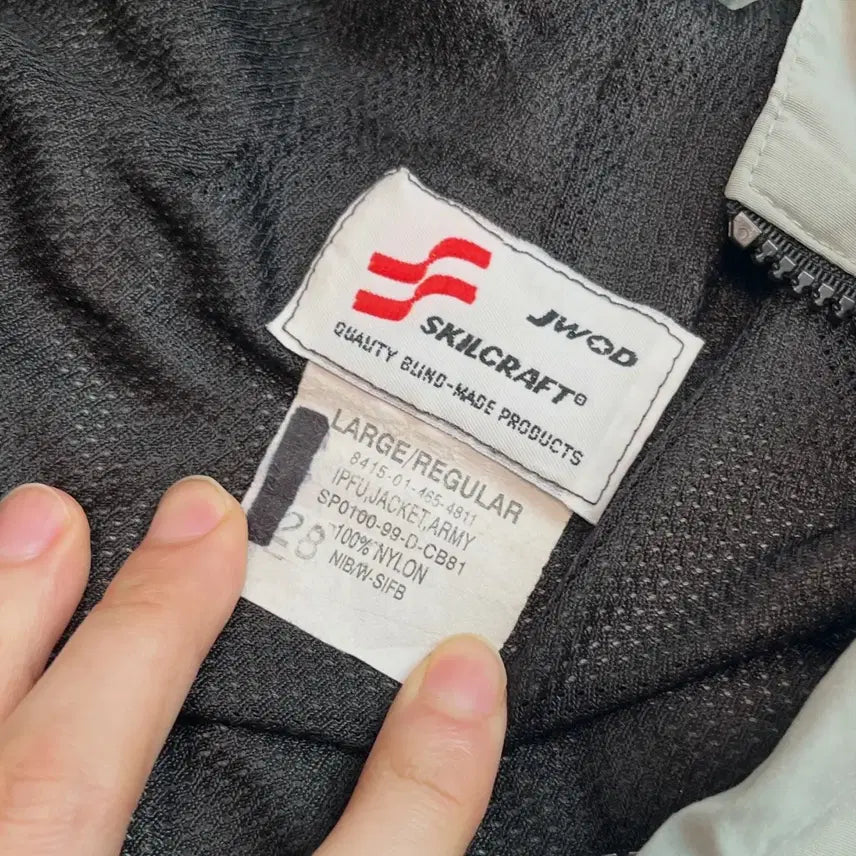 JWOD
SKILCRAFT®
QUALITY BLIND-MADE PRODUCTS
LARGE/REGULAR
8415-01-465-4811
IPFU,JACKET,ARMY
SP0100-99-D-CB81
100% NYLON
NIB/W-SIFB
28